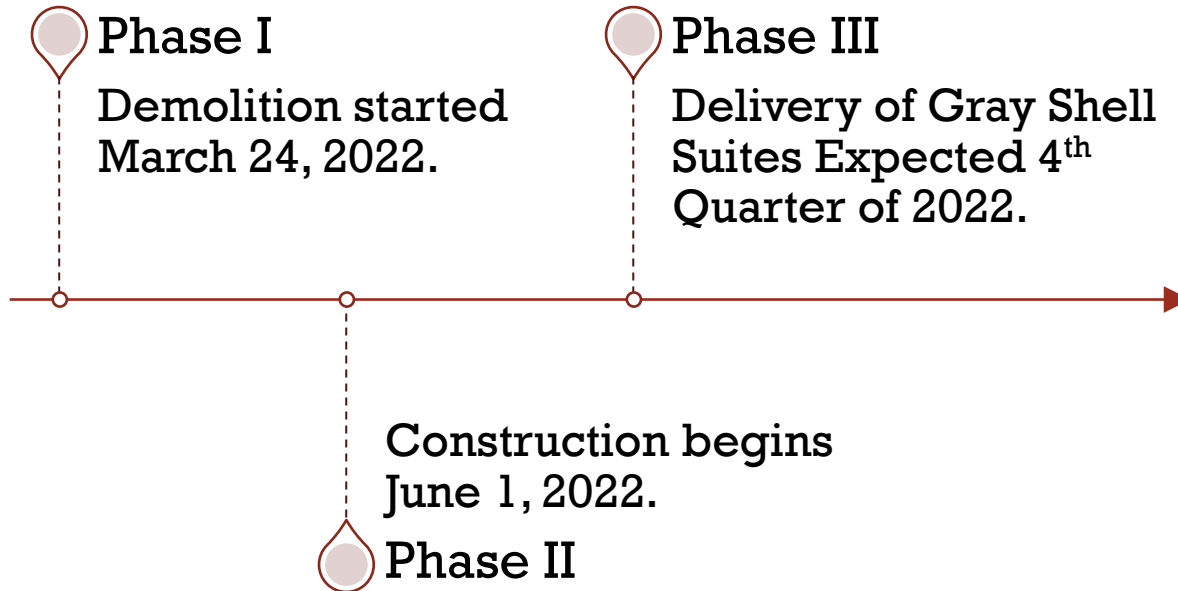 Phase I
Demolition started
March 24, 2022.
Phase III
Delivery of Gray Shell
Suites Expected 4th
Quarter of 2022.
Construction begins
June 1, 2022.
Phase II